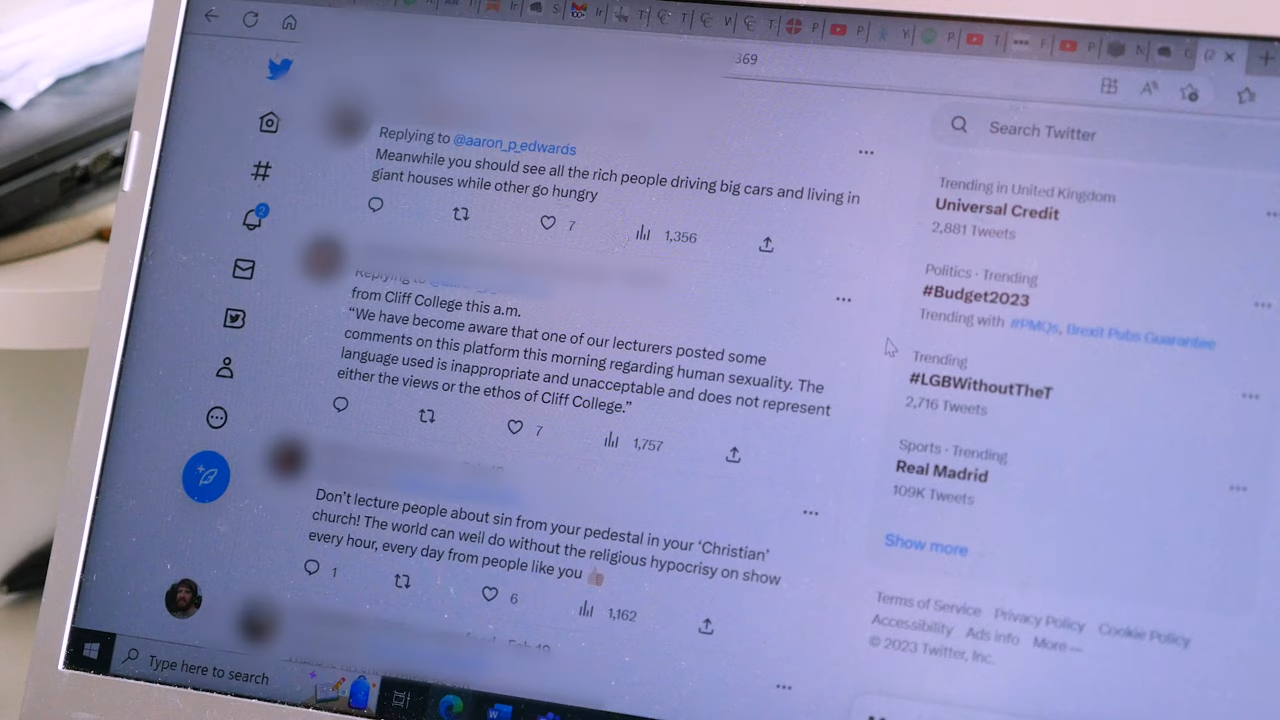 369
Replying to @aaron_p_edwards
Meanwhile you should see all the rich people driving big cars and living in
giant houses while other go hungry
7
1,356
Replying to
from Cliff College this a.m.
“We have become aware that one of our lecturers posted some
comments on this platform this morning regarding human sexuality. The
language used is inappropriate and unacceptable and does not represent
either the views or the ethos of Cliff College.”
7
1,757
Don’t lecture people about sin from your pedestal in your ‘Christian’
church! The world can well do without the religious hypocrisy on show
every hour, every day from people like you 👍
1
6
1,162
2
Search Twitter
Trending in United Kingdom
Universal Credit
2,881 Tweets
Politics · Trending
#Budget2023
Trending with #PMQs, Brexit Pubs Guarantee
Trending
#LGBWithoutTheT
2,716 Tweets
Sports · Trending
Real Madrid
109K Tweets
Show more
Terms of Service Privacy Policy Cookie Policy
Accessibility Ads info More ···
© 2023 Twitter, Inc.
Type here to search